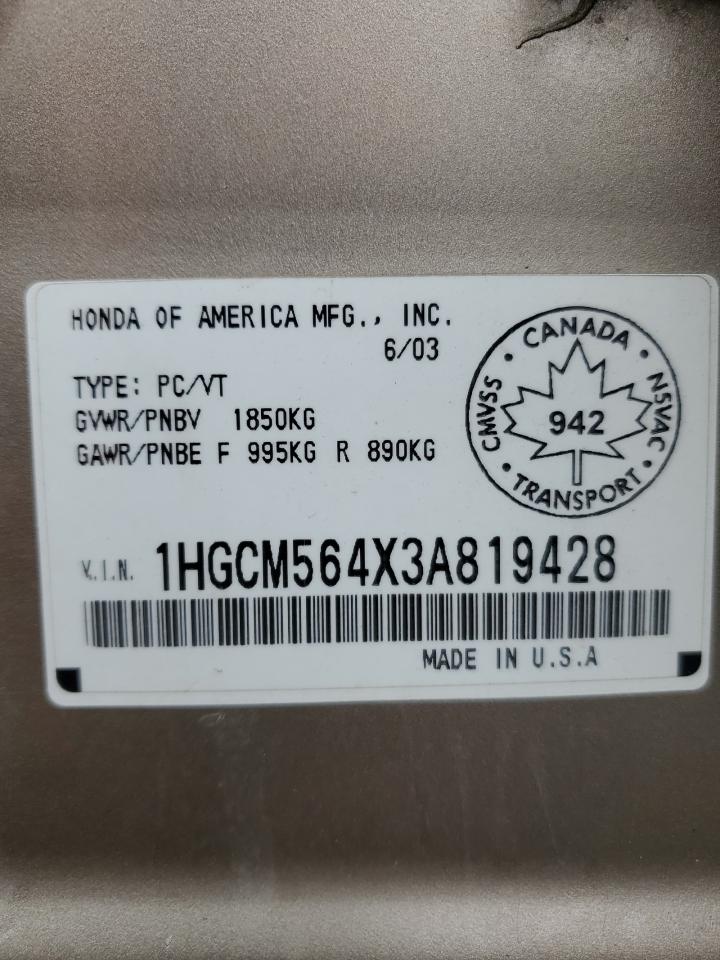 HONDA OF AMERICA MFG., INC.
6/03
TYPE: PC/VT
GVWR/PNBV 1850KG
GAWR/PNBE F 995KG R 890KG
CANADA
CMVSS
NSVAC
942
TRANSPORT
V.I.N. 1HGCM564X3A819428
MADE IN U.S.A